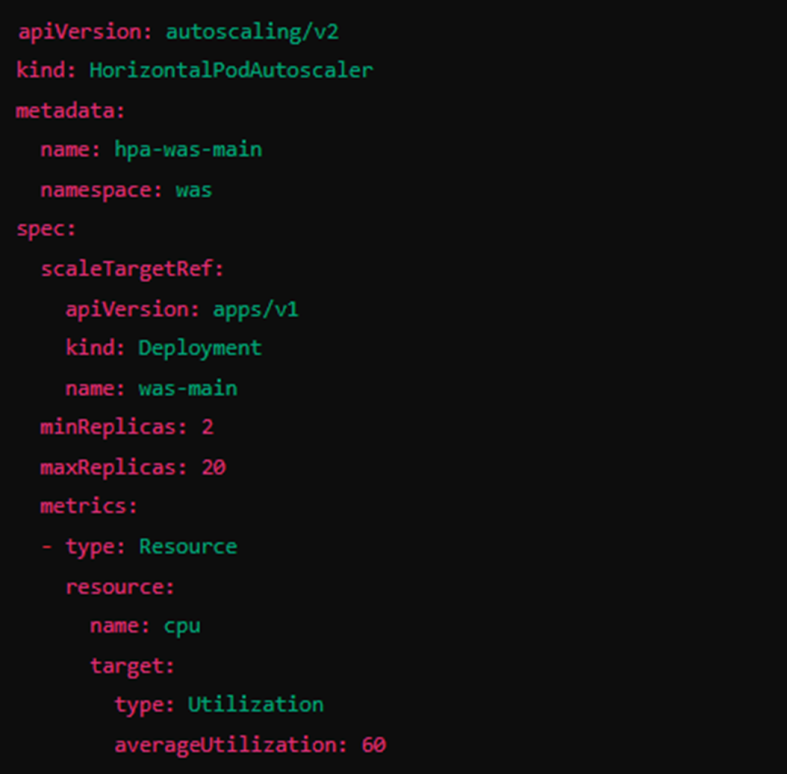 apiVersion: autoscaling/v2
kind: HorizontalPodAutoscaler
metadata:
  name: hpa-was-main
  namespace: was
spec:
  scaleTargetRef:
    apiVersion: apps/v1
    kind: Deployment
    name: was-main
  minReplicas: 2
  maxReplicas: 20
  metrics:
  - type: Resource
    resource:
      name: cpu
      target:
        type: Utilization
        averageUtilization: 60